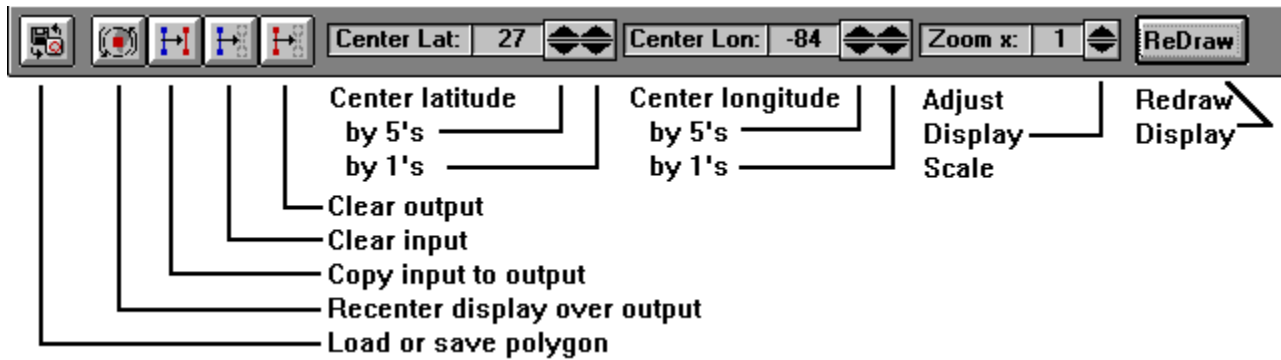 Center Lat: 27 Center Lon: -84 Zoom x: 1 ReDraw
Center latitude
by 5's
by 1's
Center longitude
by 5's
by 1's
Adjust
Display
Scale
Redraw
Display
Clear output
Clear input
Copy input to output
Recenter display over output
Load or save polygon